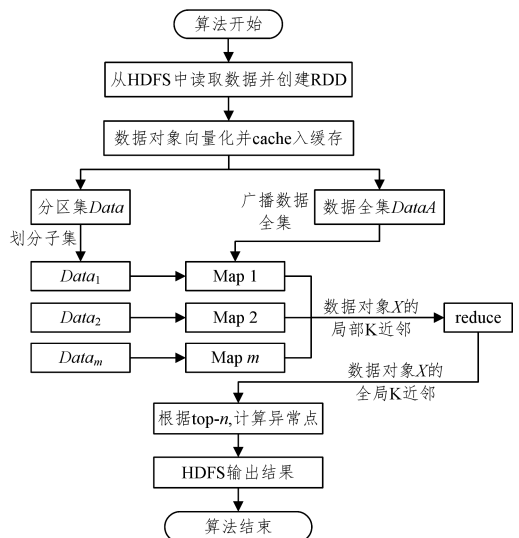 算法开始
从HDFS中读取数据并创建RDD
数据对象向量化并cache入缓存
分区集Data
广播数据
全集
数据全集DataA
划分子集
Data₁
Map 1
Data₂
Map 2
数据对象X的
局部K近邻
reduce
Dataₘ
Map m
数据对象X的
全局K近邻
根据top-n,计算异常点
HDFS输出结果
算法结束